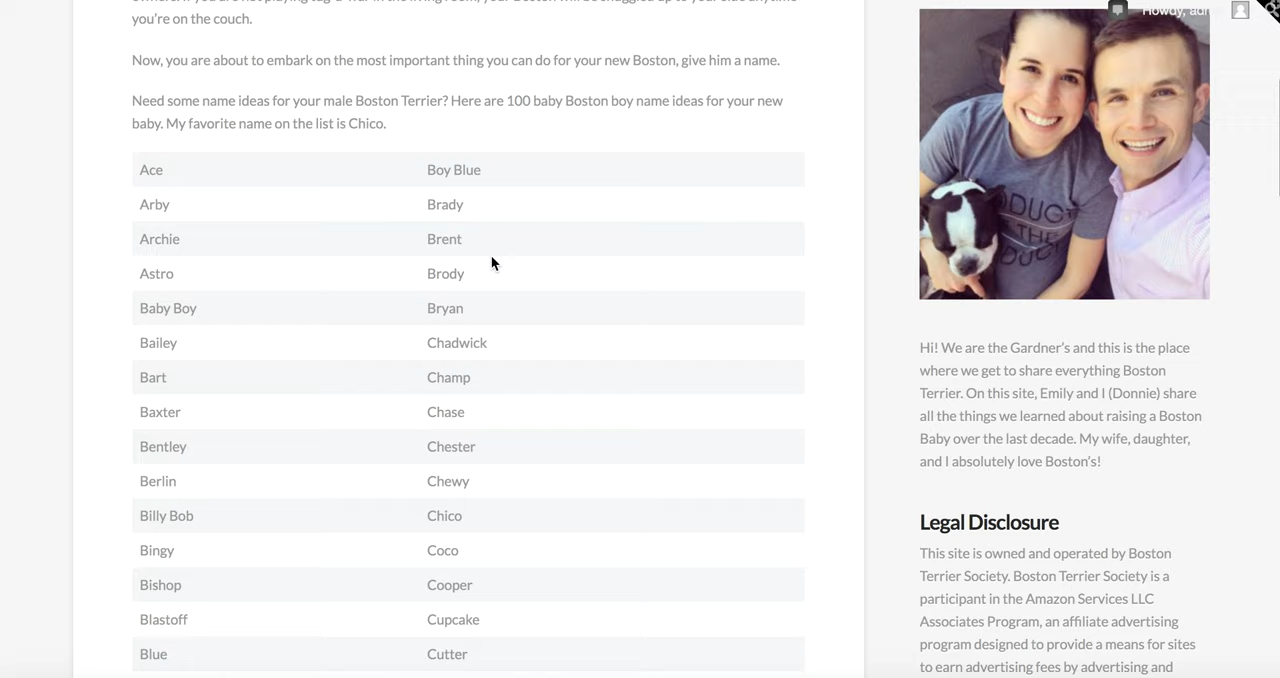 you're on the couch.
Now, you are about to embark on the most important thing you can do for your new Boston, give him a name.
Need some name ideas for your male Boston Terrier? Here are 100 baby Boston boy name ideas for your new
baby. My favorite name on the list is Chico.
Ace Boy Blue
Arby Brady
Archie Brent
Astro Brody
Baby Boy Bryan
Bailey Chadwick
Bart Champ
Baxter Chase
Bentley Chester
Berlin Chewy
Billy Bob Chico
Bingy Coco
Bishop Cooper
Blastoff Cupcake
Blue Cutter
Howdy,
Hi! We are the Gardner's and this is the place
where we get to share everything Boston
Terrier. On this site, Emily and I (Donnie) share
all the things we learned about raising a Boston
Baby over the last decade. My wife, daughter,
and I absolutely love Boston's!
Legal Disclosure
This site is owned and operated by Boston
Terrier Society. Boston Terrier Society is a
participant in the Amazon Services LLC
Associates Program, an affiliate advertising
program designed to provide a means for sites
to earn advertising fees by advertising and